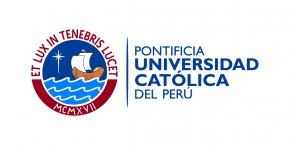 ET LUX IN TENEBRIS LUCET
MCMXVII
PONTIFICIA
UNIVERSIDAD
CATÓLICA
DEL PERÚ